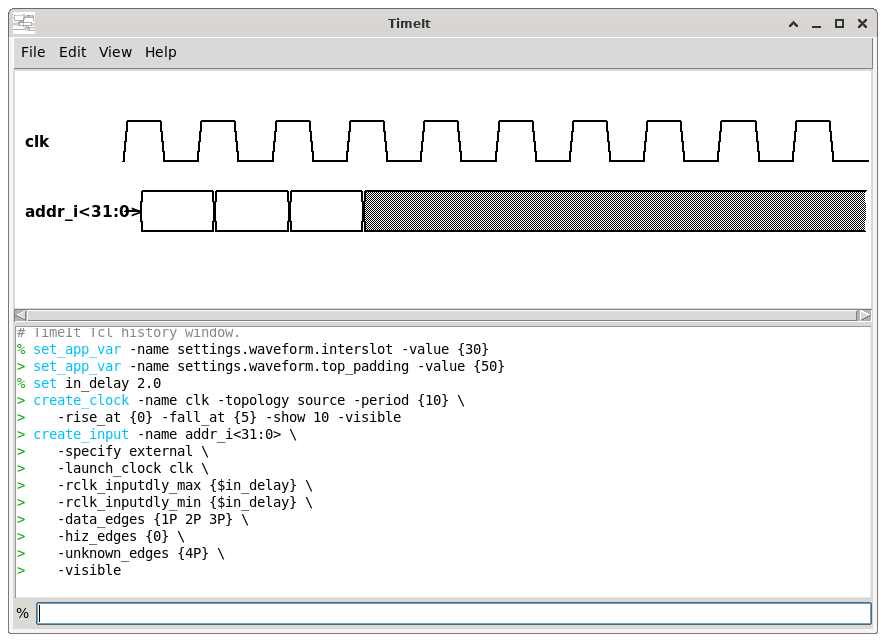 TimeIt
File Edit View Help
clk
addr_i<31:0>
# TimeIt Tcl history window.
% set_app_var -name settings.waveform.interslot -value {30}
> set_app_var -name settings.waveform.top_padding -value {50}
% set in_delay 2.0
> create_clock -name clk -topology source -period {10} \
>    -rise_at {0} -fall_at {5} -show 10 -visible
> create_input -name addr_i<31:0> \
>    -specify external \
>    -launch_clock clk \
>    -rclk_inputdly_max {$in_delay} \
>    -rclk_inputdly_min {$in_delay} \
>    -data_edges {1P 2P 3P} \
>    -hiz_edges {0} \
>    -unknown_edges {4P} \
>    -visible
%